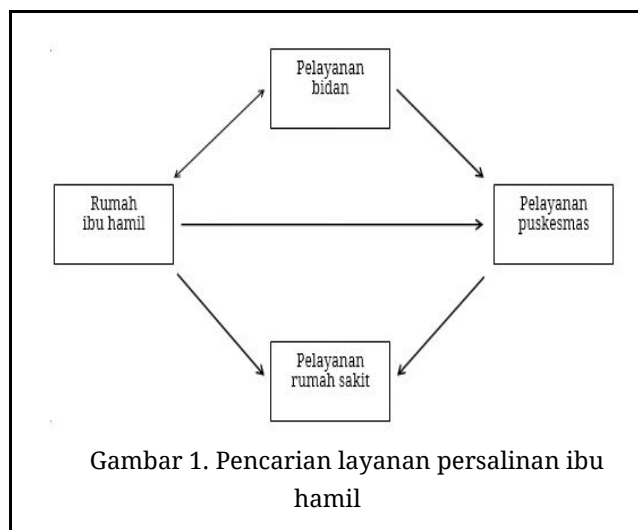 Pelayanan
bidan
Rumah
ibu hamil
Pelayanan
puskesmas
Pelayanan
rumah sakit
Gambar 1. Pencarian layanan persalinan ibu
hamil